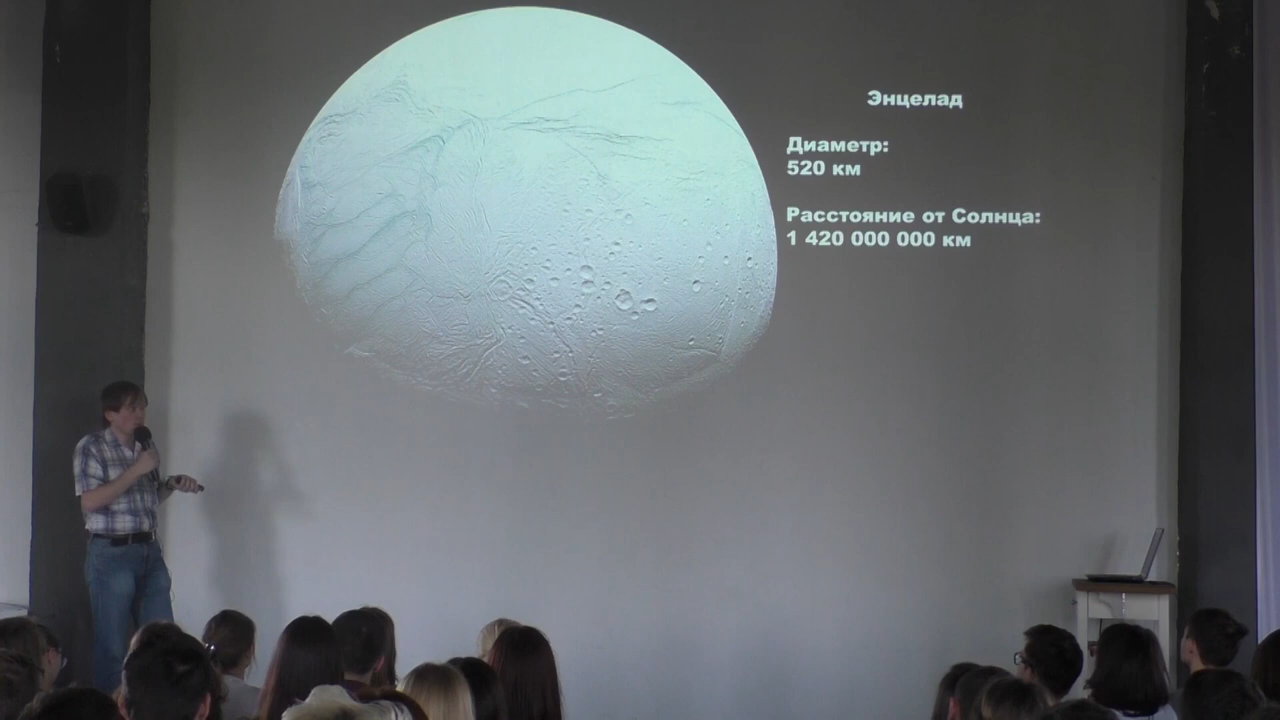 Энцелад
Диаметр:
520 км
Расстояние от Солнца:
1 420 000 000 км